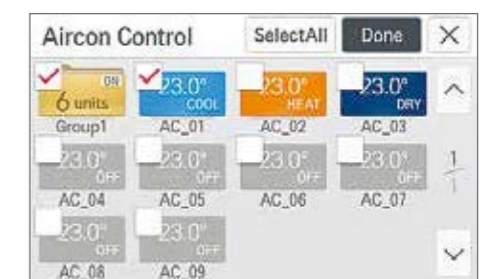 Aircon Control SelectAll Done
ON 23.0° 23.0° 23.0°
6 units COOL HEAT DRY
Group1 AC_01 AC_02 AC_03
23.0° 23.0° 23.0° 23.0°
OFF OFF OFF OFF
1
1
AC_04 AC_05 AC_06 AC_07
23.0° 23.0°
OFF OFF
AC_08 AC_09